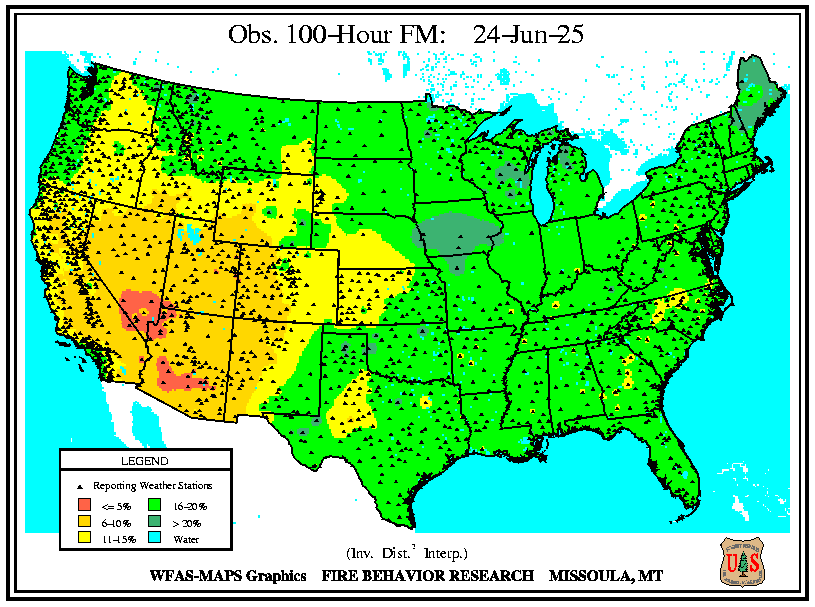 Obs. 100-Hour FM: 24-Jun-25
LEGEND
Reporting Weather Stations
<= 5% 16-20%
6-10% > 20%
11-15% Water
(Inv. Dist.² Interp.)
WFAS-MAPS Graphics FIRE BEHAVIOR RESEARCH MISSOULA, MT
U S